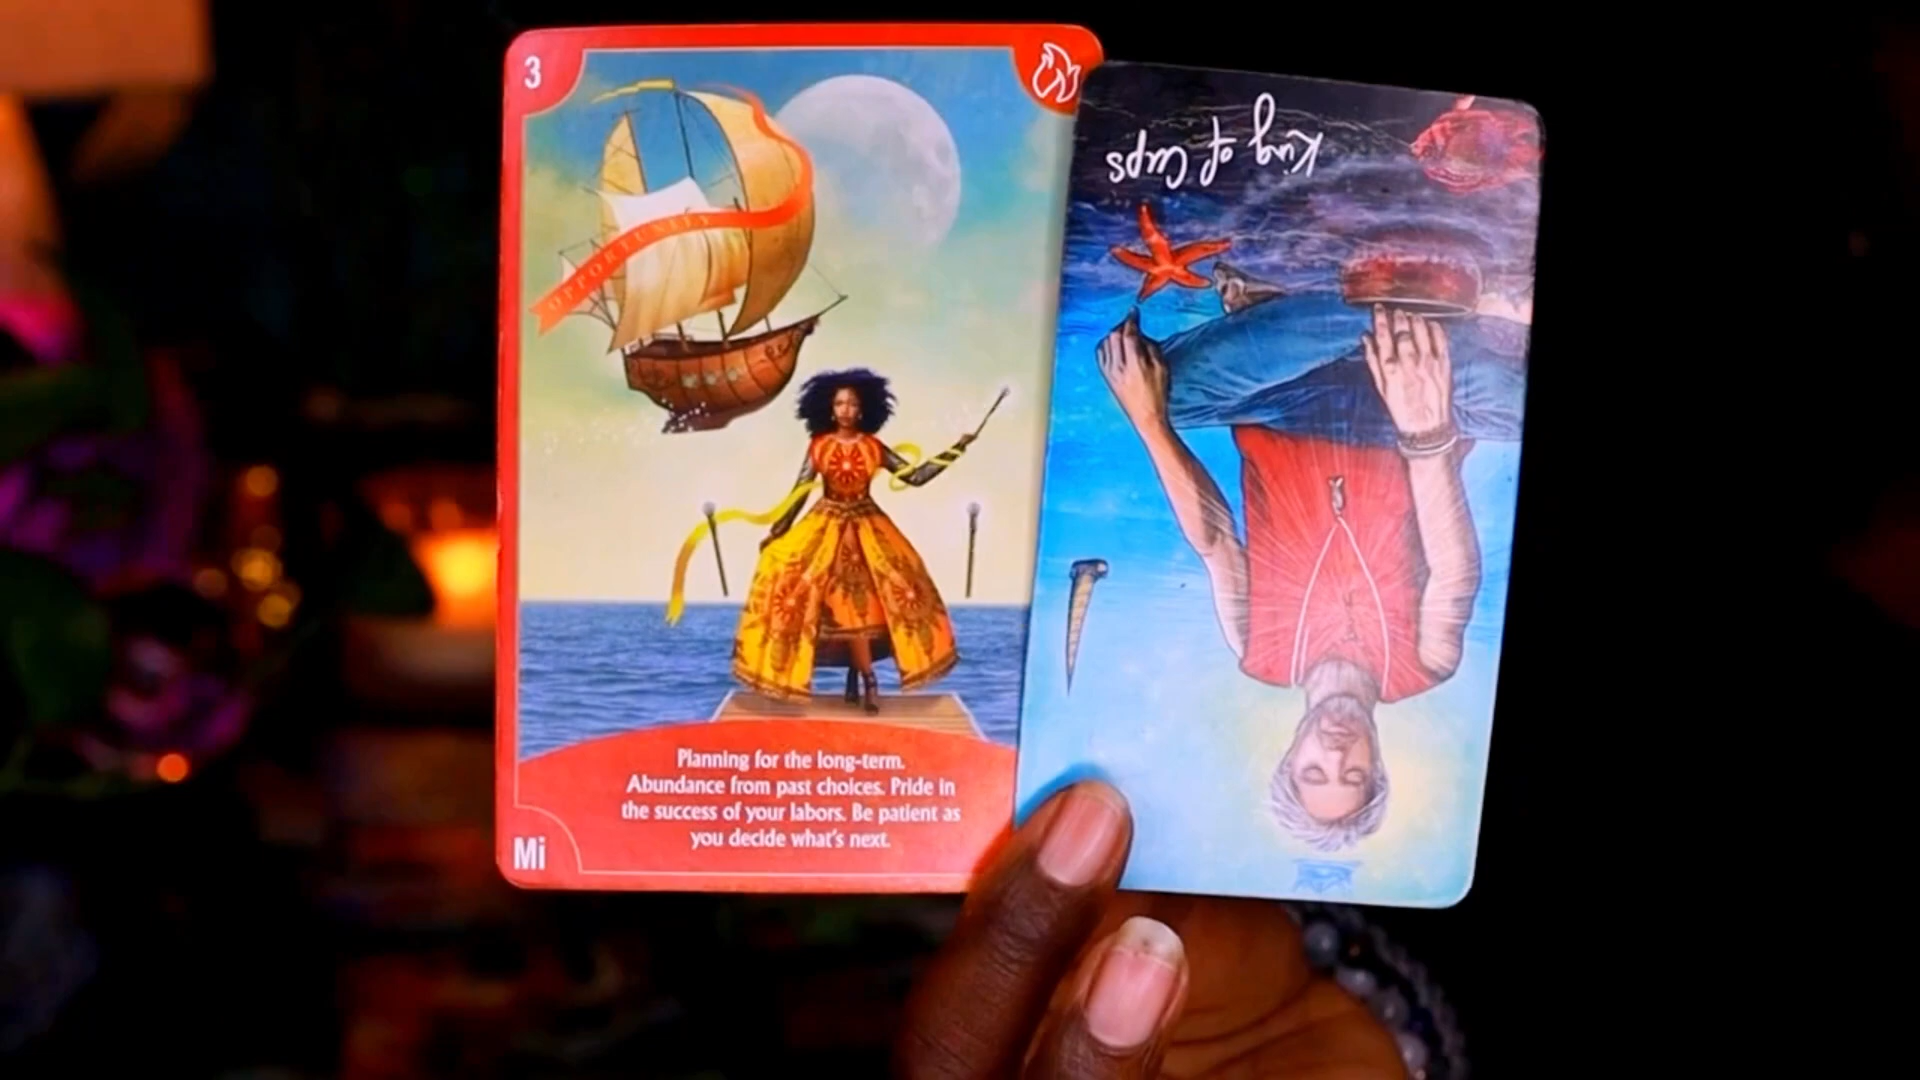 3
OPPORTUNITY
Planning for the long-term.
Abundance from past choices. Pride in
the success of your labors. Be patient as
you decide what's next.
Mi
King of Cups